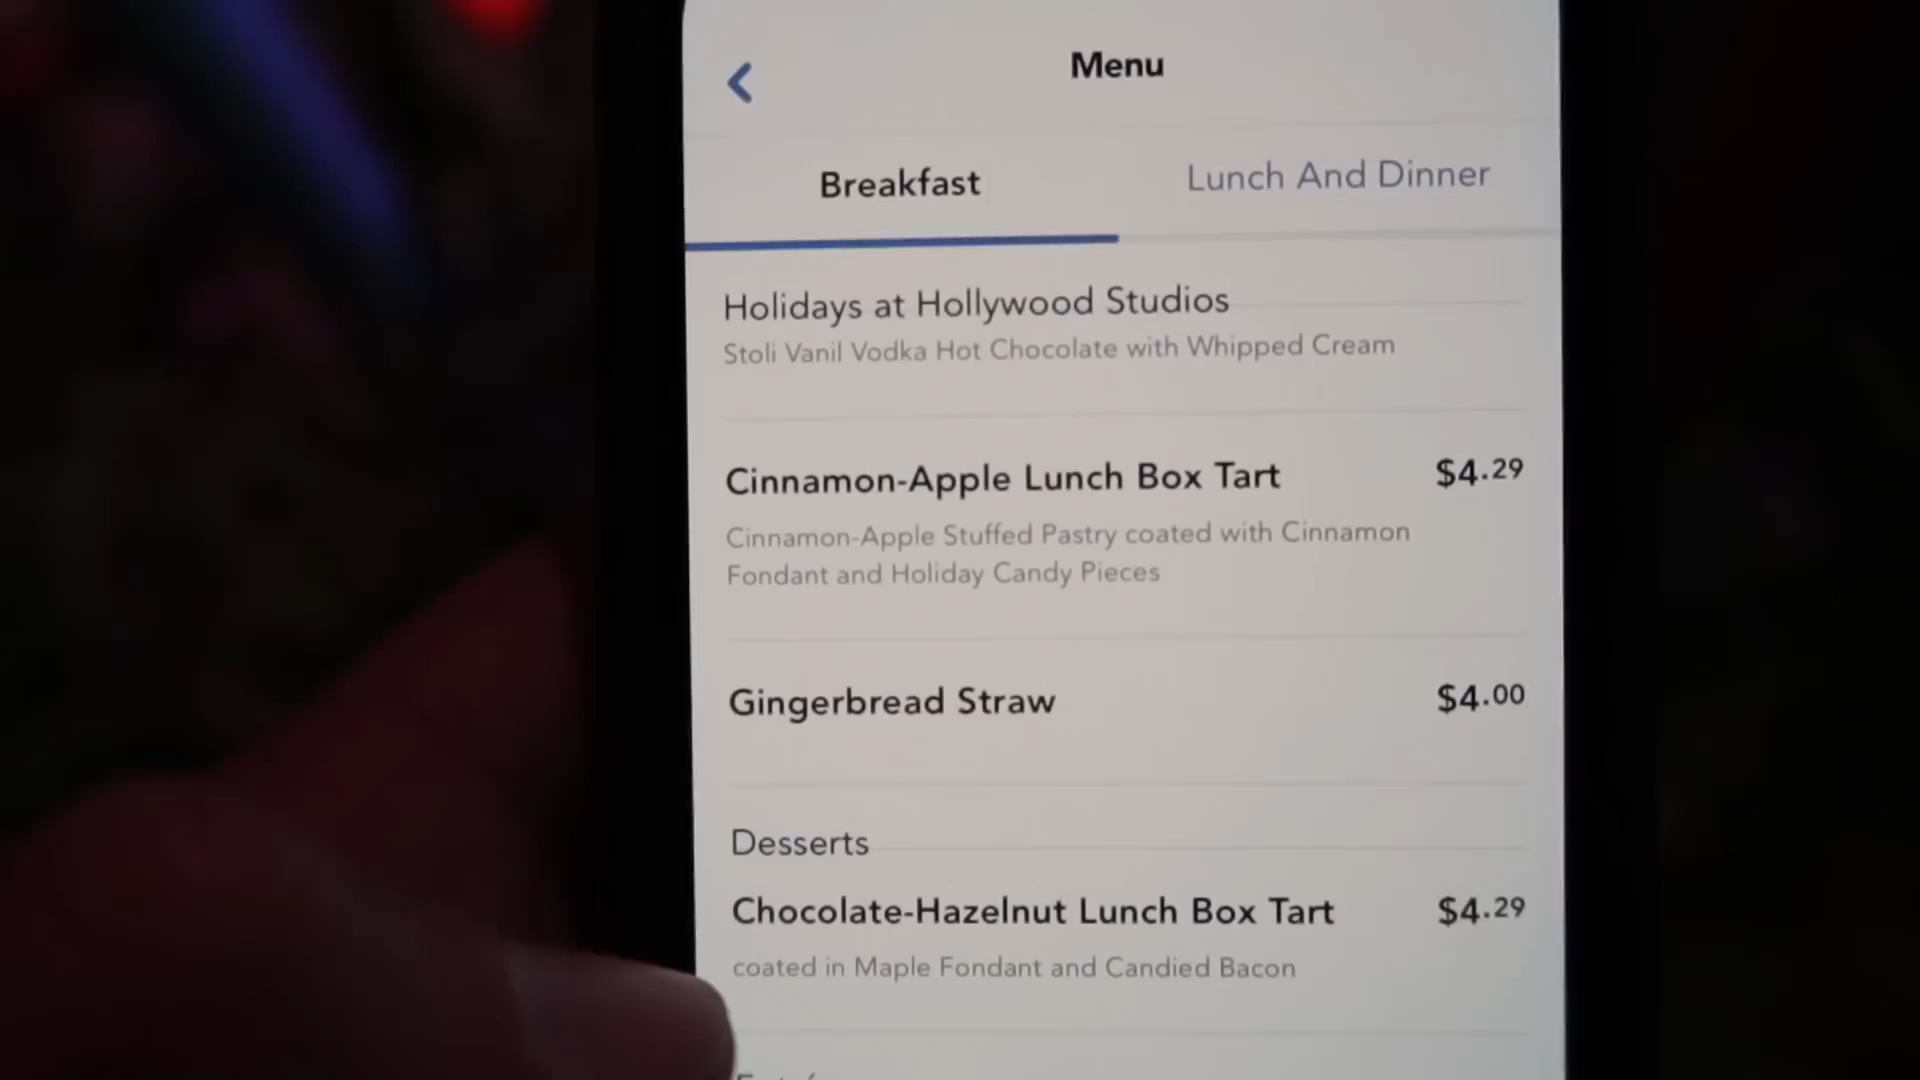 Menu
Breakfast
Lunch And Dinner
Holidays at Hollywood Studios
Stoli Vanil Vodka Hot Chocolate with Whipped Cream
Cinnamon-Apple Lunch Box Tart $4.29
Cinnamon-Apple Stuffed Pastry coated with Cinnamon
Fondant and Holiday Candy Pieces
Gingerbread Straw $4.00
Desserts
Chocolate-Hazelnut Lunch Box Tart $4.29
coated in Maple Fondant and Candied Bacon